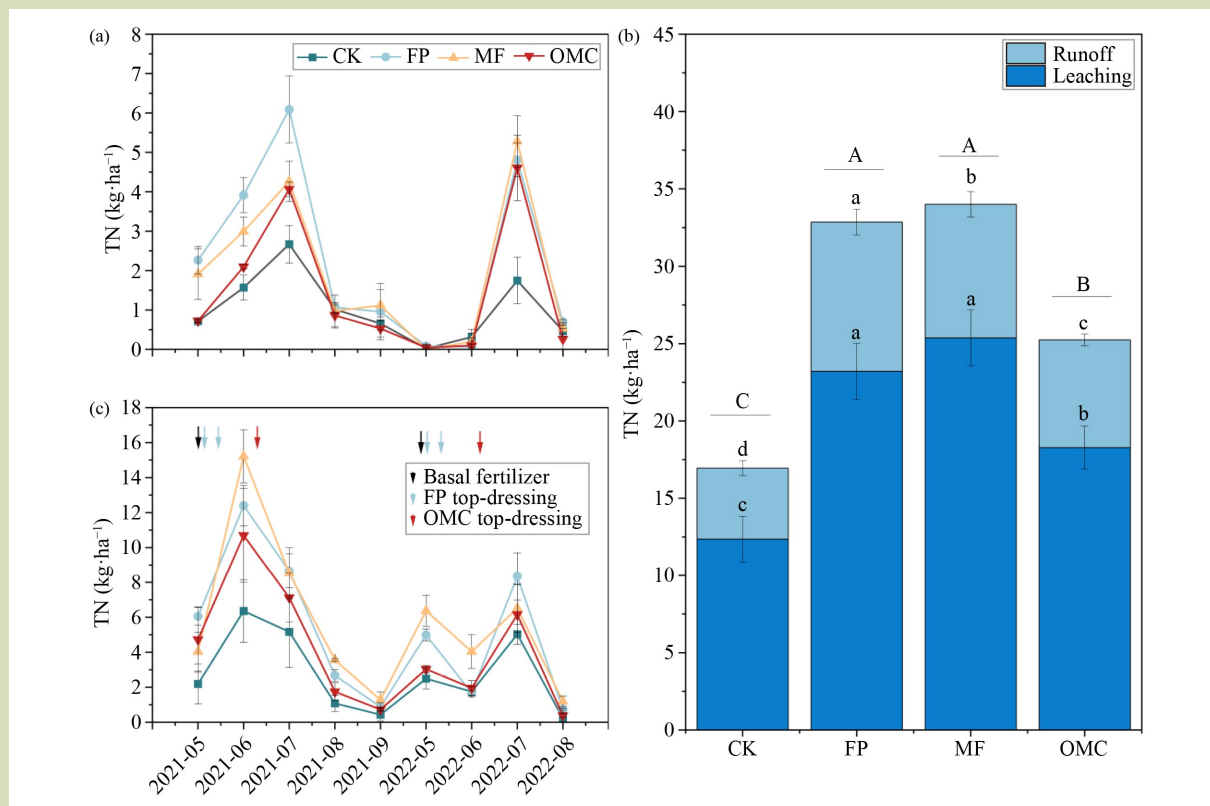 (a)
CK FP MF OMC
TN (kg·ha⁻¹)
8
7
6
5
4
3
2
1
0
(c)
Basal fertilizer
FP top-dressing
OMC top-dressing
TN (kg·ha⁻¹)
18
16
14
12
10
8
6
4
2
0
2021-05
2021-06
2021-07
2021-08
2021-09
2022-05
2022-06
2022-07
2022-08
(b)
Runoff
Leaching
TN (kg·ha⁻¹)
45
40
35
30
25
20
15
10
5
0
C
d
c
A
a
a
A
b
a
B
c
b
CK FP MF OMC